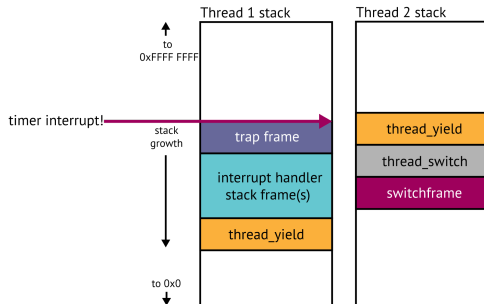 Thread 1 stack
Thread 2 stack
to
0xFFFF FFFF
timer interrupt!
stack
growth
trap frame
interrupt handler
stack frame(s)
thread_yield
to 0x0
thread_yield
thread_switch
switchframe